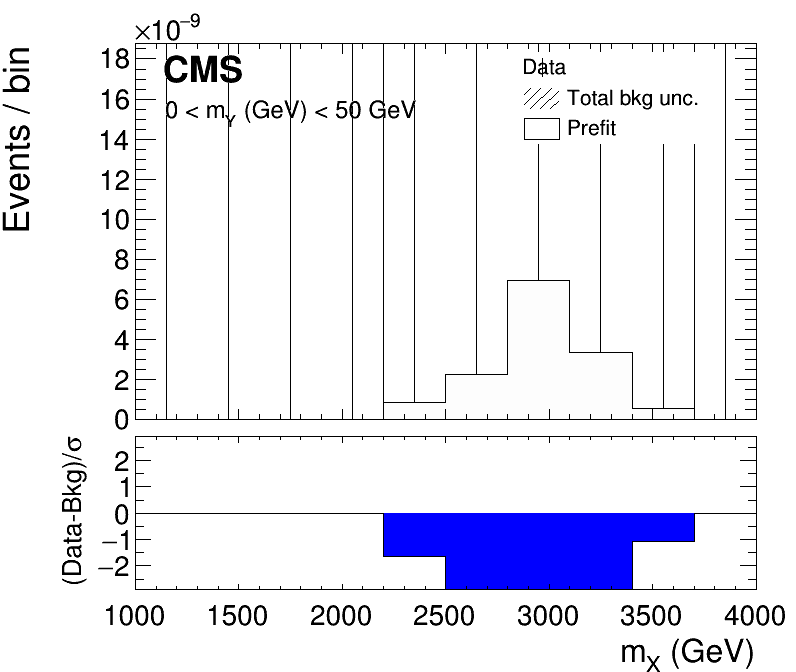 ×10⁻⁹
Events / bin
18
16
14
12
10
8
6
4
2
0
CMS
0 < mY (GeV) < 50 GeV
Data
Total bkg unc.
Prefit
(Data-Bkg)/σ
2
1
0
−1
−2
1000 1500 2000 2500 3000 3500 4000
mX (GeV)